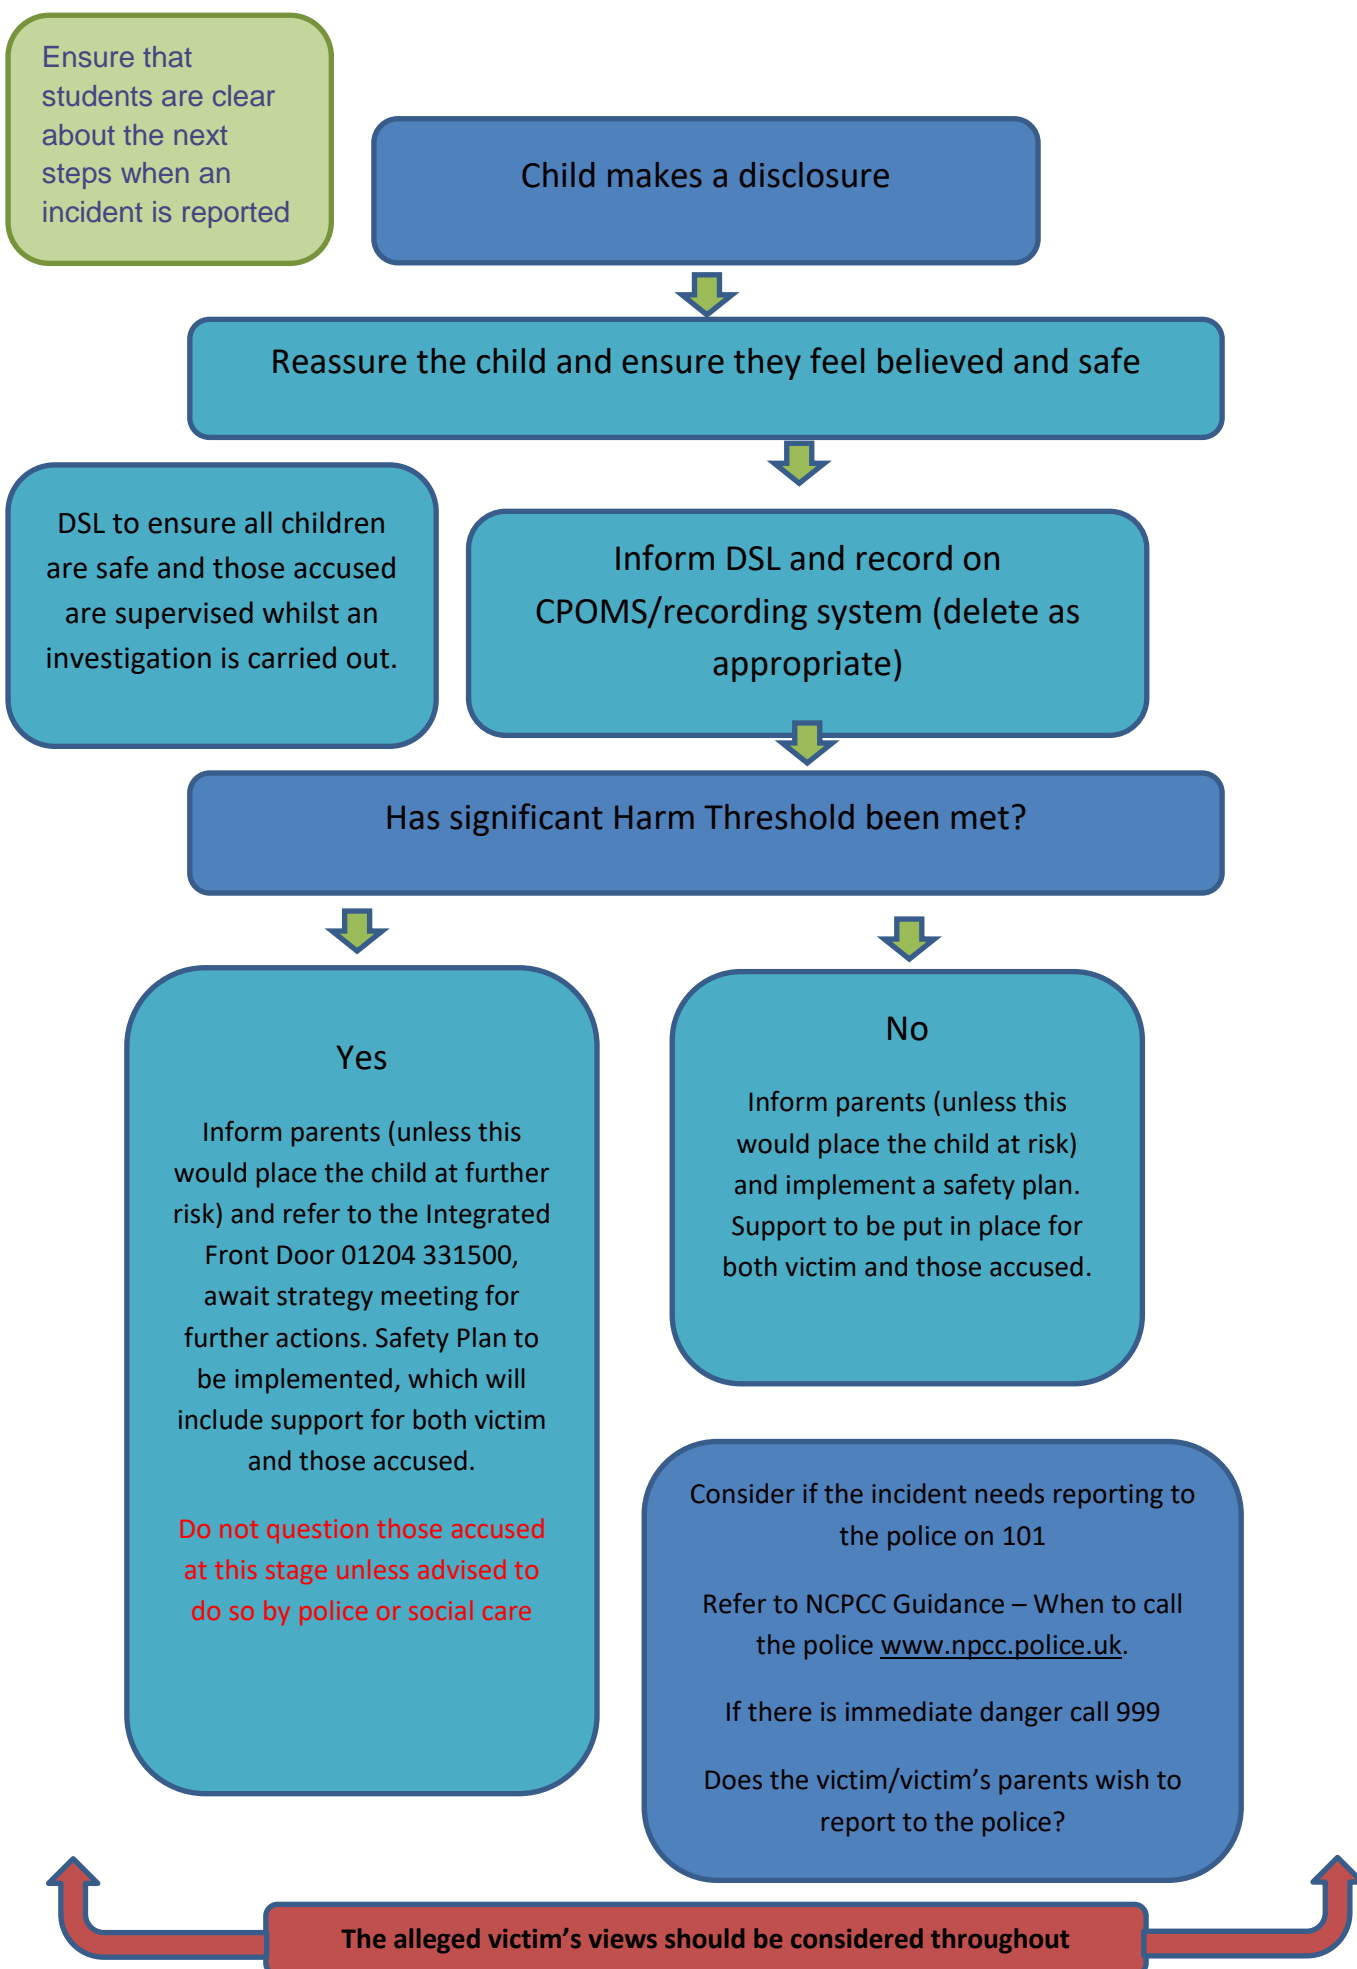 Ensure that
students are clear
about the next
steps when an
incident is reported
Child makes a disclosure
Reassure the child and ensure they feel believed and safe
DSL to ensure all children
are safe and those accused
are supervised whilst an
investigation is carried out.
Inform DSL and record on
CPOMS/recording system (delete as
appropriate)
Has significant Harm Threshold been met?
Yes
Inform parents (unless this
would place the child at further
risk) and refer to the Integrated
Front Door 01204 331500,
await strategy meeting for
further actions. Safety Plan to
be implemented, which will
include support for both victim
and those accused.
Do not question those accused
at this stage unless advised to
do so by police or social care
No
Inform parents (unless this
would place the child at risk)
and implement a safety plan.
Support to be put in place for
both victim and those accused.
Consider if the incident needs reporting to
the police on 101
Refer to NCPCC Guidance – When to call
the police www.npcc.police.uk.
If there is immediate danger call 999
Does the victim/victim’s parents wish to
report to the police?
The alleged victim’s views should be considered throughout